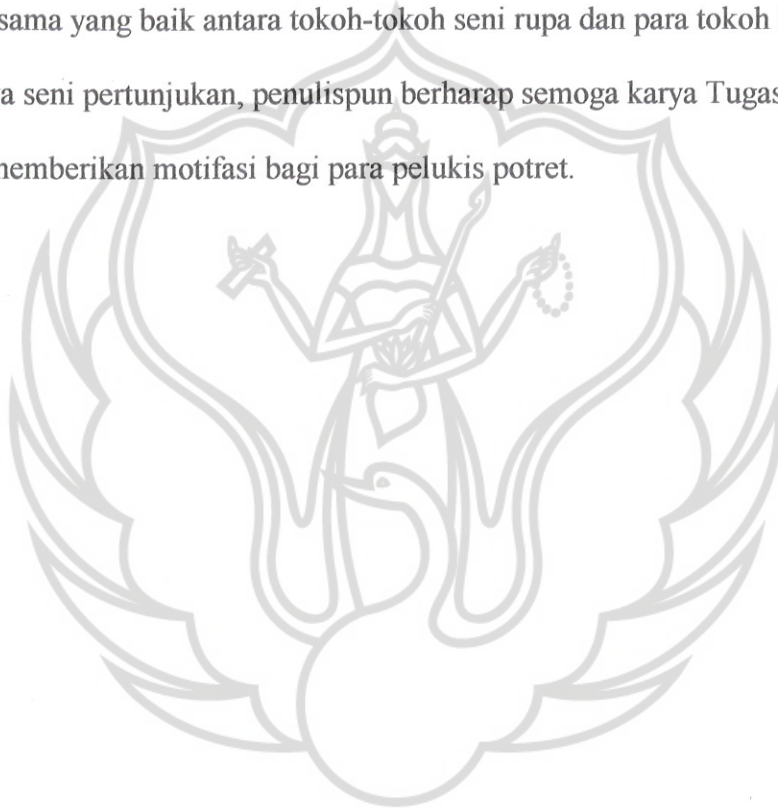 sama yang baik antara tokoh-tokoh seni rupa dan para tokoh
a seni pertunjukan, penulispun berharap semoga karya Tugas
memberikan motifasi bagi para pelukis potret.